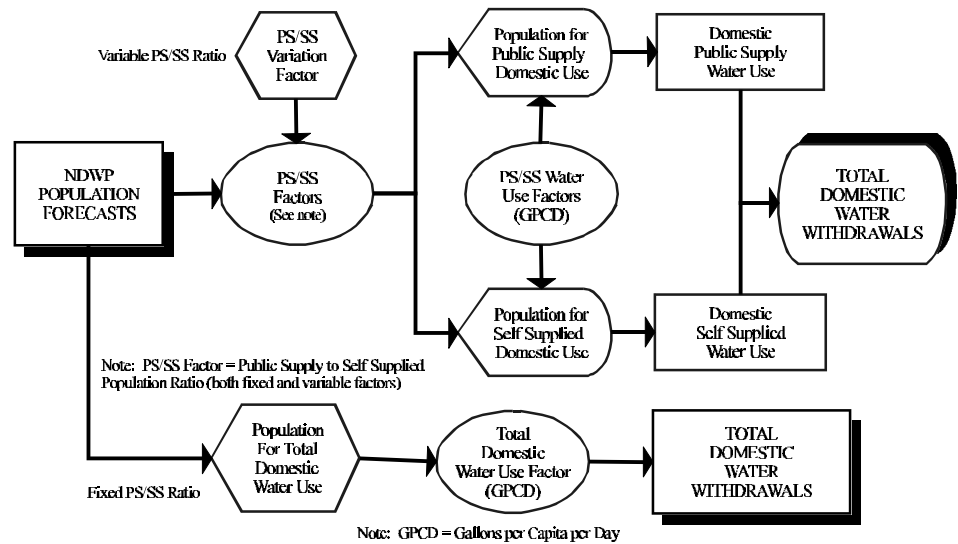 Variable PS/SS Ratio
PS/SS
Variation
Factor
Population for
Public Supply
Domestic Use
Domestic
Public Supply
Water Use
NDWP
POPULATION
FORECASTS
PS/SS
Factors
(See note)
PS/SS Water
Use Factors
(GPCD)
TOTAL
DOMESTIC
WATER
WITHDRAWALS
Population for
Self Supplied
Domestic Use
Domestic
Self Supplied
Water Use
Note: PS/SS Factor = Public Supply to Self Supplied
Population Ratio (both fixed and variable factors)
Fixed PS/SS Ratio
Population
For Total
Domestic
Water Use
Total
Domestic
Water Use Factor
(GPCD)
TOTAL
DOMESTIC
WATER
WITHDRAWALS
Note: GPCD = Gallons per Capita per Day